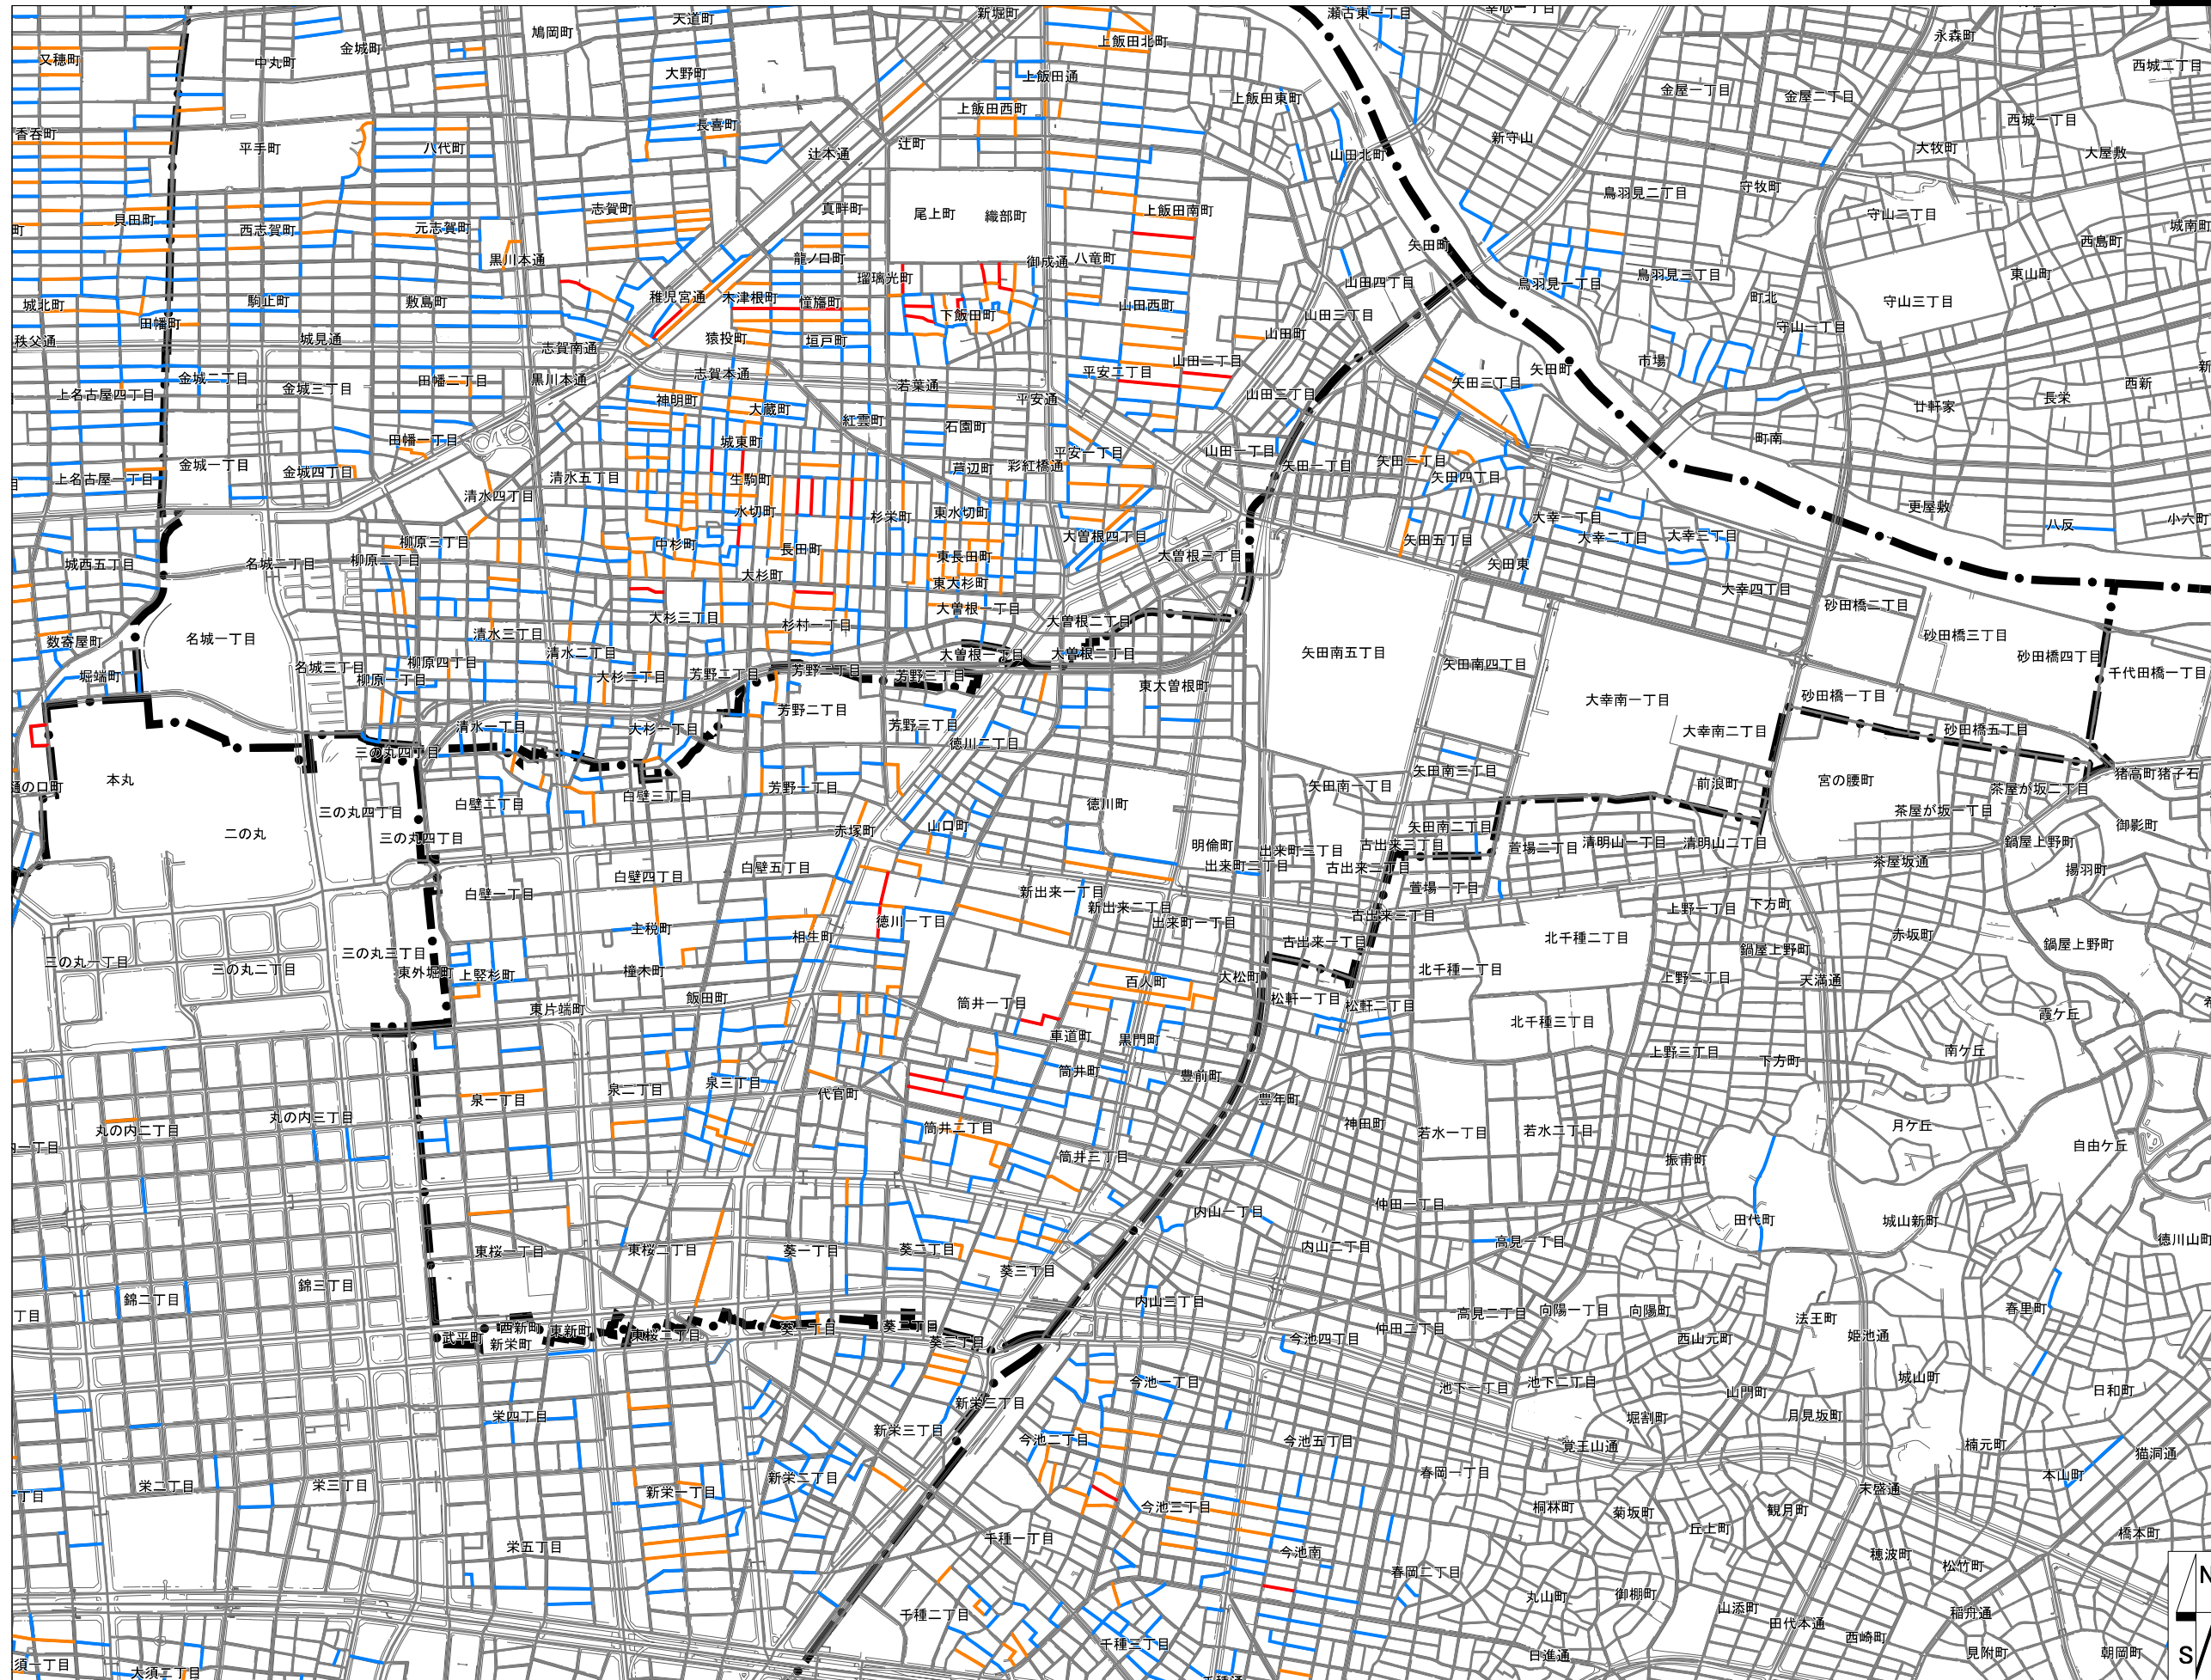 天道町
新堀町
瀬古東一丁目
鳩岡町
上飯田北町
永森町
金城町
又穂町
中丸町
大野町
上飯田通
西城二丁目
上飯田東町
金屋一丁目
金屋二丁目
上飯田西町
長喜町
西城一丁目
香呑町
平手町
八代町
辻本通
辻町
山田北町
新守山
大牧町
大屋敷
守牧町
鳥羽見二丁目
貝田町
西志賀町
元志賀町
志賀町
真畔町
尾上町
織部町
上飯田南町
守山二丁目
城南町
西島町
矢田町
黒川本通
龍ノ口町
瑠璃光町
御成通
八竜町
山田四丁目
鳥羽見一丁目
鳥羽見三丁目
東山町
城北町
駒止町
敷島町
稚児宮通
木津根町
憧旛町
下飯田町
山田西町
山田三丁目
町北
守山三丁目
田幡町
秩父通
城見通
志賀南通
猿投町
垣戸町
山田町
守山一丁目
金城二丁目
金城三丁目
田幡二丁目
黒川本通
志賀本通
若葉通
平安二丁目
山田二丁目
矢田三丁目
矢田町
市場
西新
上名古屋四丁目
神明町
大蔵町
紅雲町
平安通
山田三丁目
廿軒家
長栄
田幡一丁目
城東町
石園町
平安一丁目
山田一丁目
町南
上名古屋一丁目
金城一丁目
金城四丁目
清水四丁目
清水五丁目
生駒町
芦辺町
彩紅橋通
矢田一丁目
矢田二丁目
矢田四丁目
水切町
杉栄町
東水切町
更屋敷
八反
小六町
大幸一丁目
大幸二丁目
大幸三丁目
城西五丁目
名城二丁目
柳原二丁目
柳原三丁目
中杉町
長田町
東長田町
大曽根四丁目
大曽根三丁目
矢田五丁目
矢田東
大杉町
東大杉町
大幸四丁目
砂田橋二丁目
数寄屋町
名城一丁目
清水三丁目
大杉三丁目
杉村一丁目
大曽根一丁目
大曽根二丁目
砂田橋三丁目
堀端町
名城三丁目
柳原四丁目
柳原一丁目
清水二丁目
大杉二丁目
芳野二丁目
芳野二丁目
芳野三丁目
大曽根一丁目
大曽根二丁目
矢田南五丁目
矢田南四丁目
砂田橋四丁目
千代田橋一丁目
東大曽根町
大幸南一丁目
砂田橋一丁目
清水一丁目
大杉一丁目
芳野二丁目
芳野三丁目
徳川二丁目
大幸南二丁目
砂田橋五丁目
三の丸四丁目
本丸
樋の口町
白壁二丁目
白壁三丁目
芳野一丁目
徳川町
矢田南一丁目
矢田南三丁目
前浪町
宮の腰町
茶屋が坂二丁目
猪高町猪子石
茶屋が坂一丁目
御影町
二の丸
三の丸四丁目
三の丸四丁目
赤塚町
山口町
明倫町
出来町三丁目
古出来三丁目
矢田南二丁目
萱場二丁目
清明山一丁目
清明山二丁目
鍋屋上野町
白壁一丁目
白壁四丁目
白壁五丁目
出来町二丁目
古出来二丁目
萱場一丁目
茶屋坂通
揚羽町
新出来一丁目
新出来二丁目
出来町一丁目
古出来三丁目
上野一丁目
下方町
主税町
相生町
徳川一丁目
古出来一丁目
北千種二丁目
鍋屋上野町
赤坂町
鍋屋上野町
三の丸一丁目
三の丸二丁目
三の丸三丁目
東外堀町
上竪杉町
橦木町
百人町
大松町
北千種一丁目
上野二丁目
天満通
東片端町
飯田町
筒井一丁目
松軒一丁目
松軒二丁目
北千種三丁目
霞ケ丘
車道町
黒門町
上野三丁目
下方町
南ケ丘
泉一丁目
泉二丁目
泉三丁目
代官町
筒井町
豊前町
豊年町
丸の内二丁目
丸の内三丁目
筒井二丁目
神田町
若水一丁目
若水二丁目
月ケ丘
自由ケ丘
筒井三丁目
振甫町
内山一丁目
仲田一丁目
田代町
城山新町
徳川山町
東桜一丁目
東桜二丁目
葵一丁目
葵二丁目
葵三丁目
内山二丁目
高見一丁目
錦二丁目
錦三丁目
内山三丁目
高見二丁目
向陽一丁目
向陽町
法王町
春里町
武平町
西新町
新栄町
東新町
東桜二丁目
葵一丁目
葵二丁目
葵三丁目
今池四丁目
仲田二丁目
西山元町
姫池通
新栄三丁目
今池一丁目
池下一丁目
池下二丁目
山門町
城山町
日和町
栄四丁目
新栄三丁目
今池二丁目
今池五丁目
堀割町
月見坂町
覚王山通
楠元町
猫洞通
栄二丁目
栄三丁目
新栄一丁目
新栄二丁目
今池三丁目
春岡一丁目
桐林町
菊坂町
観月町
末盛通
本山町
丘上町
橋本町
栄五丁目
千種一丁目
今池南
春岡二丁目
穂波町
松竹町
丸山町
御棚町
山添町
田代本通
稲舟通
千種二丁目
千種三丁目
日進通
西崎町
見附町
朝岡町
大須二丁目
N
S